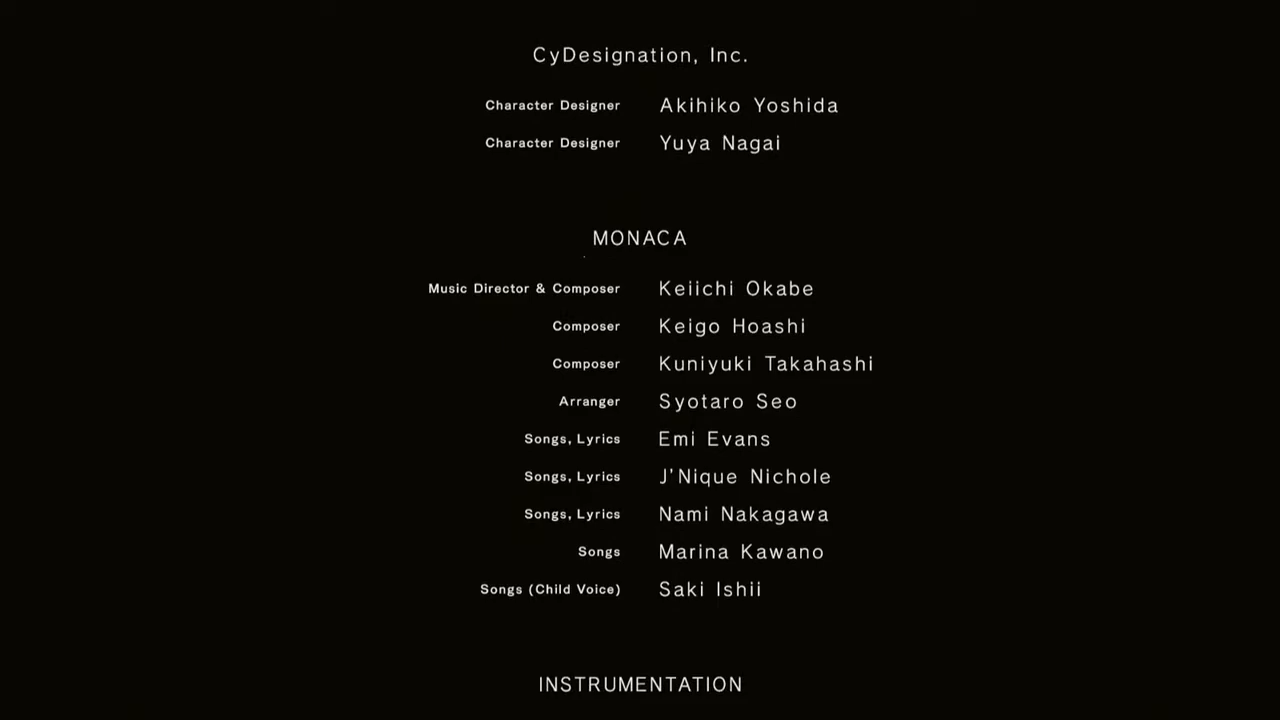 CyDesignation, Inc.
Character Designer Akihiko Yoshida
Character Designer Yuya Nagai
MONACA
Music Director & Composer Keiichi Okabe
Composer Keigo Hoashi
Composer Kuniyuki Takahashi
Arranger Syotaro Seo
Songs, Lyrics Emi Evans
Songs, Lyrics J'Nique Nichole
Songs, Lyrics Nami Nakagawa
Songs Marina Kawano
Songs (Child Voice) Saki Ishii
INSTRUMENTATION